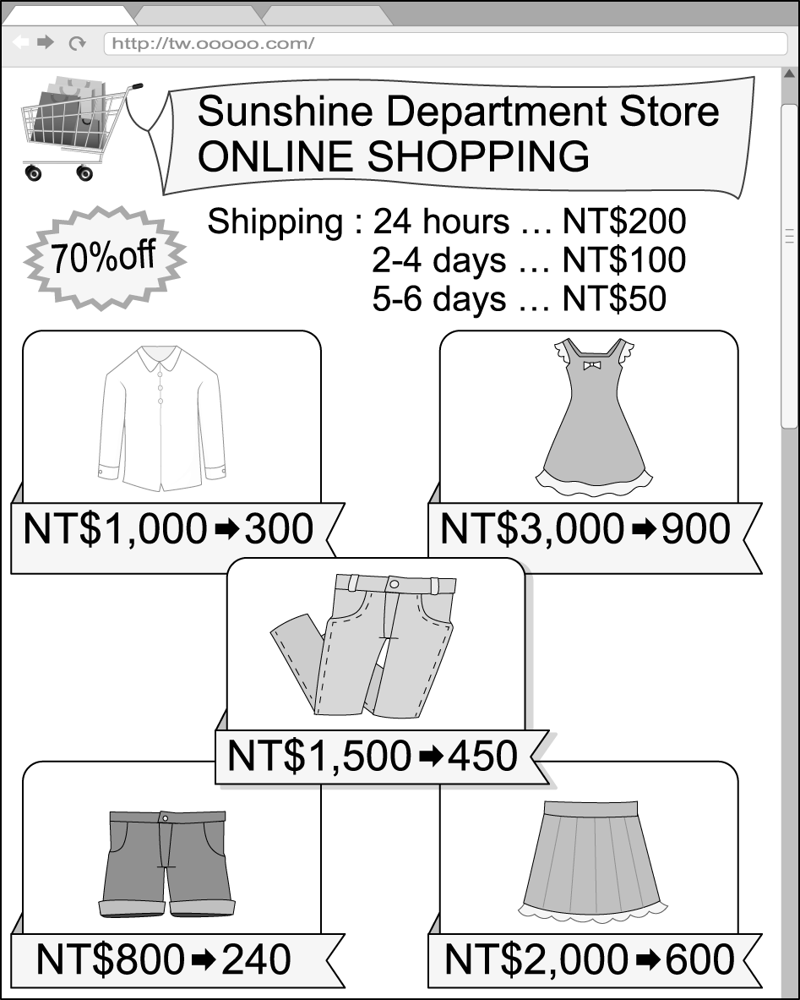 http://tw.ooooo.com/
Sunshine Department Store
ONLINE SHOPPING
70%off
Shipping : 24 hours … NT$200
2-4 days … NT$100
5-6 days … NT$50
NT$1,000➡300
NT$3,000➡900
NT$1,500➡450
NT$800➡240
NT$2,000➡600